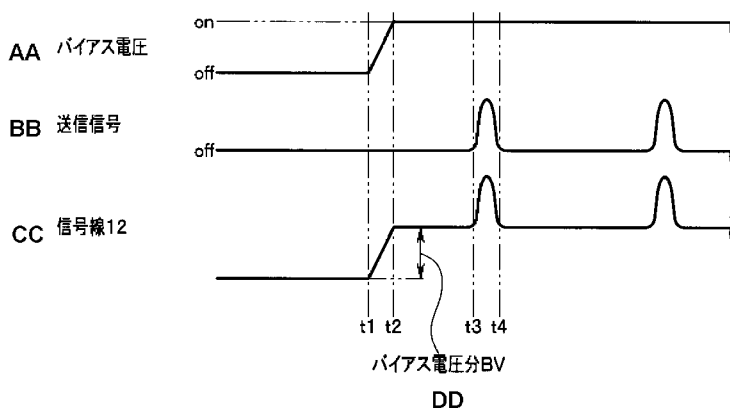 on
AA バイアス電圧
off
BB 送信信号
off
CC 信号線12
t1 t2 t3 t4
バイアス電圧分BV
DD